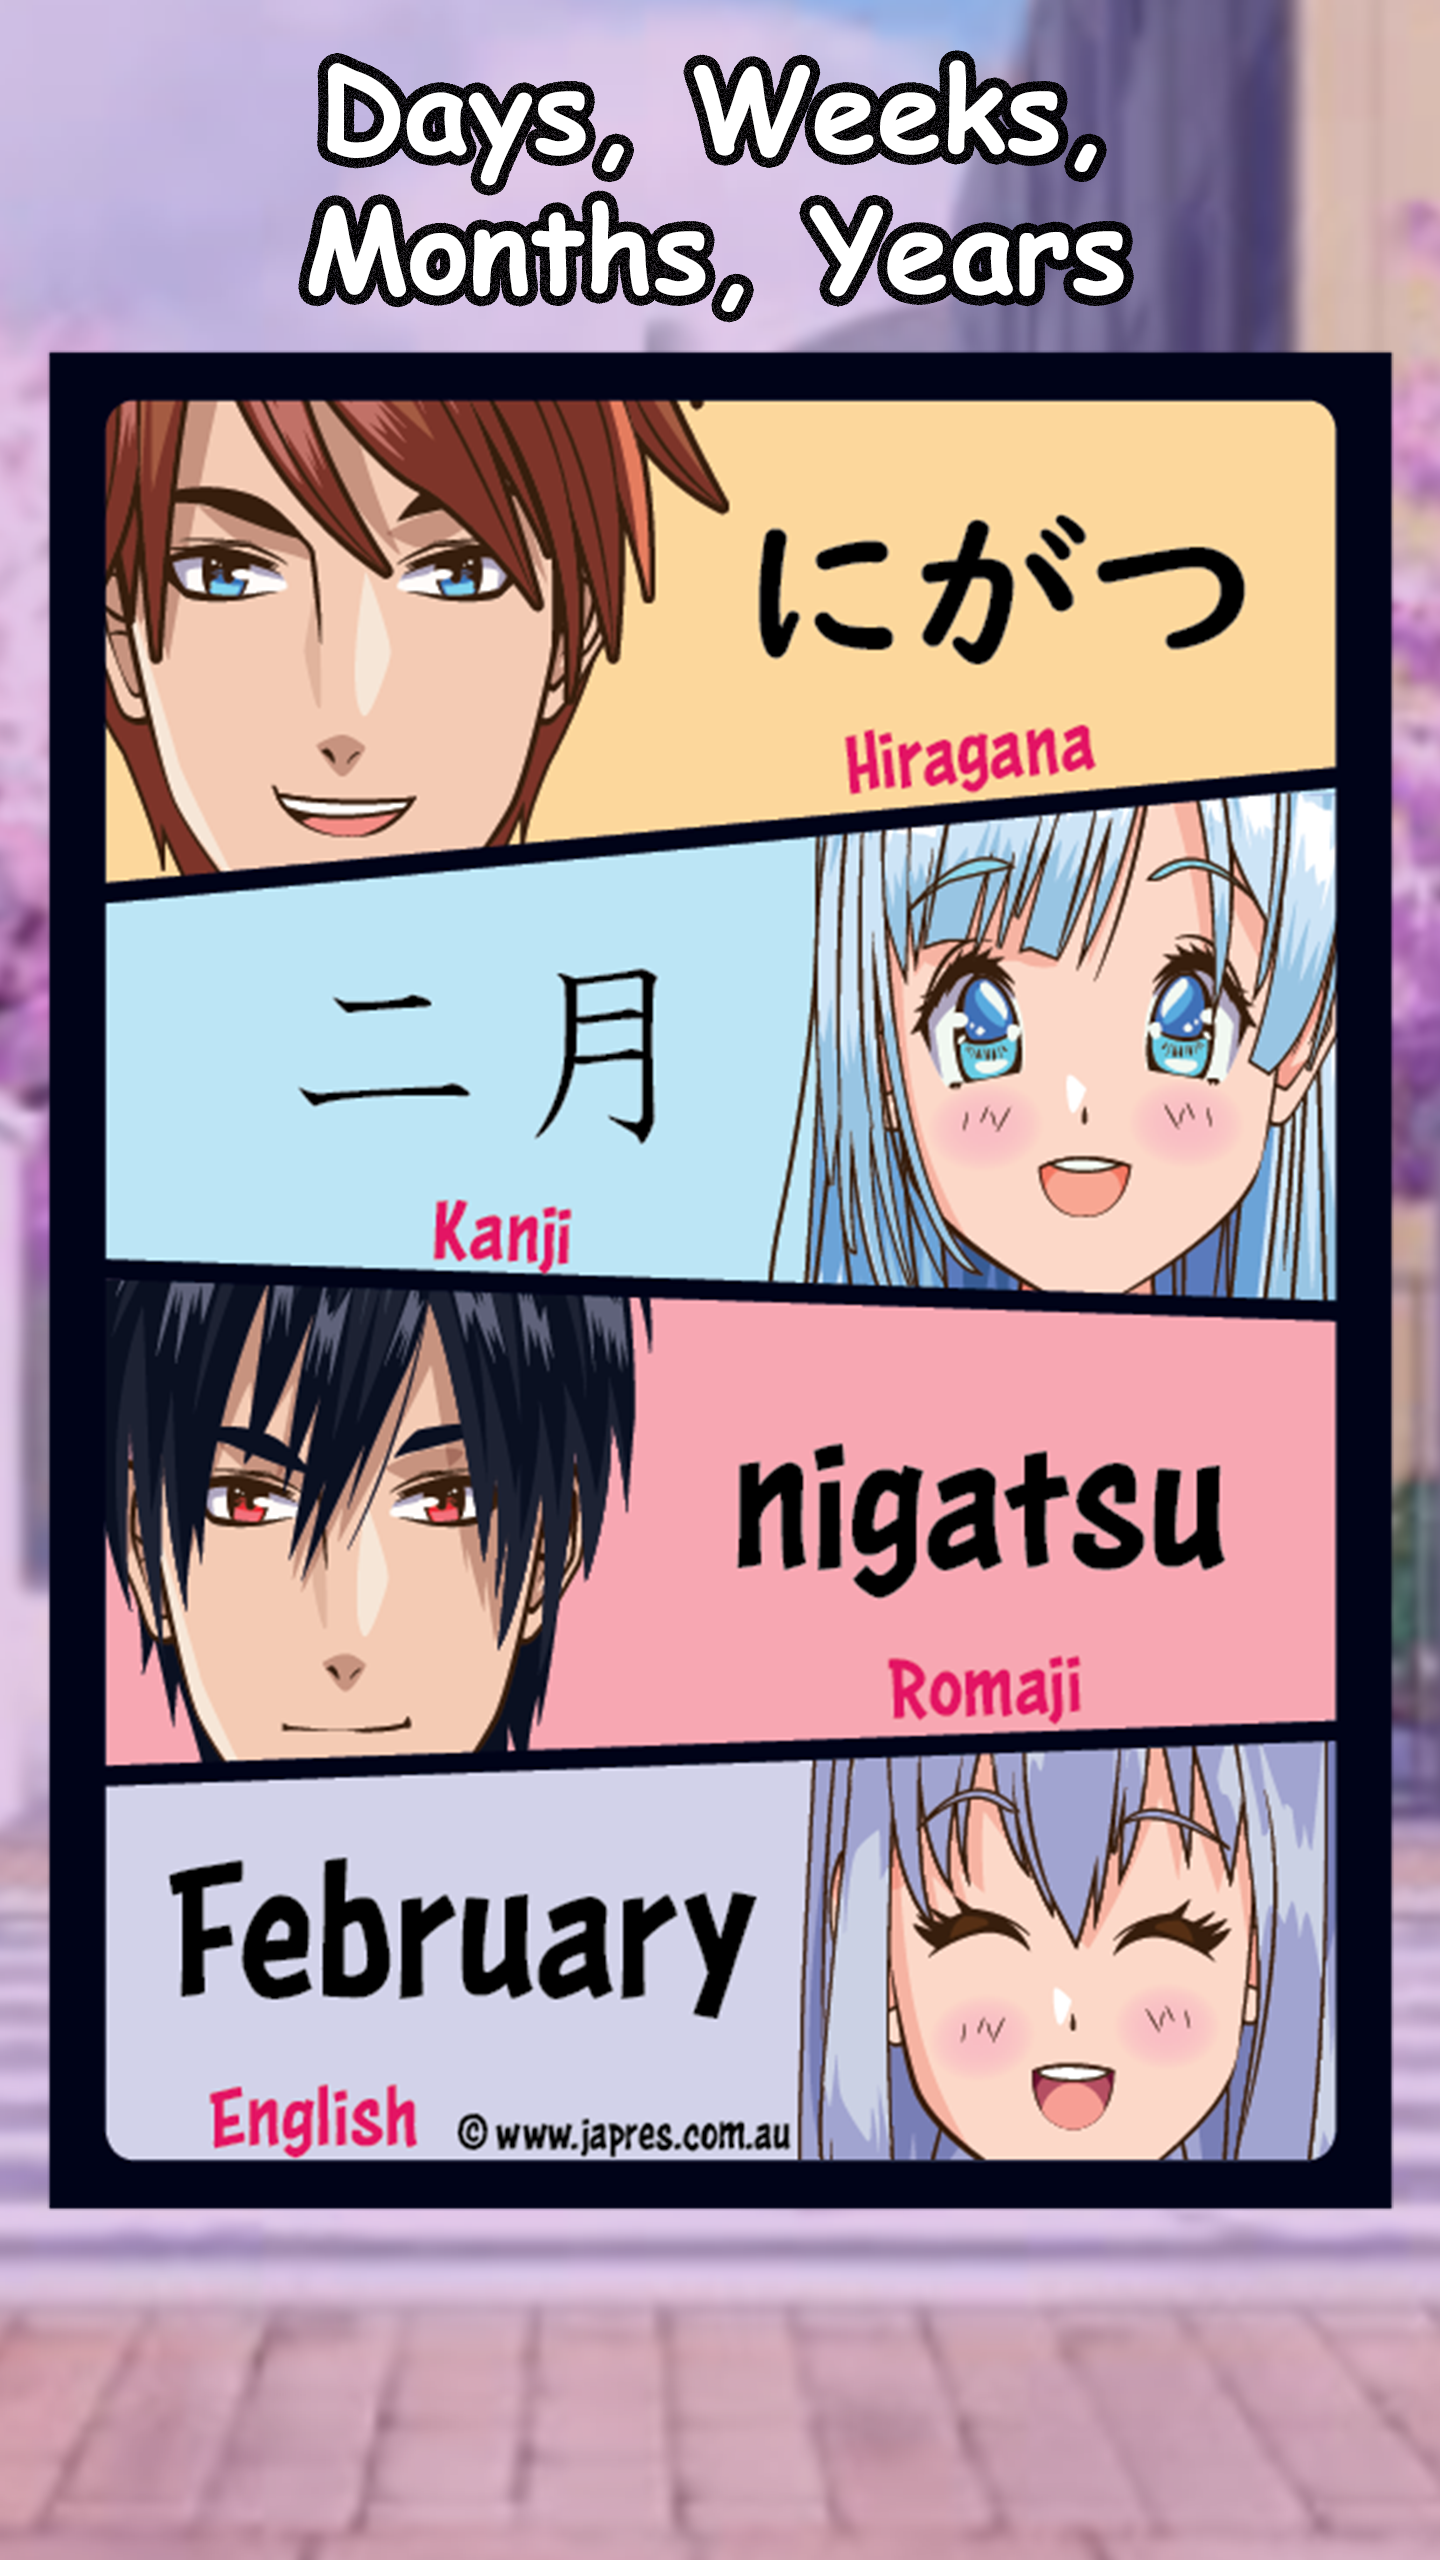 Days, Weeks,
Months, Years
にがつ
Hiragana
二月
Kanji
nigatsu
Romaji
February
English © www.japres.com.au